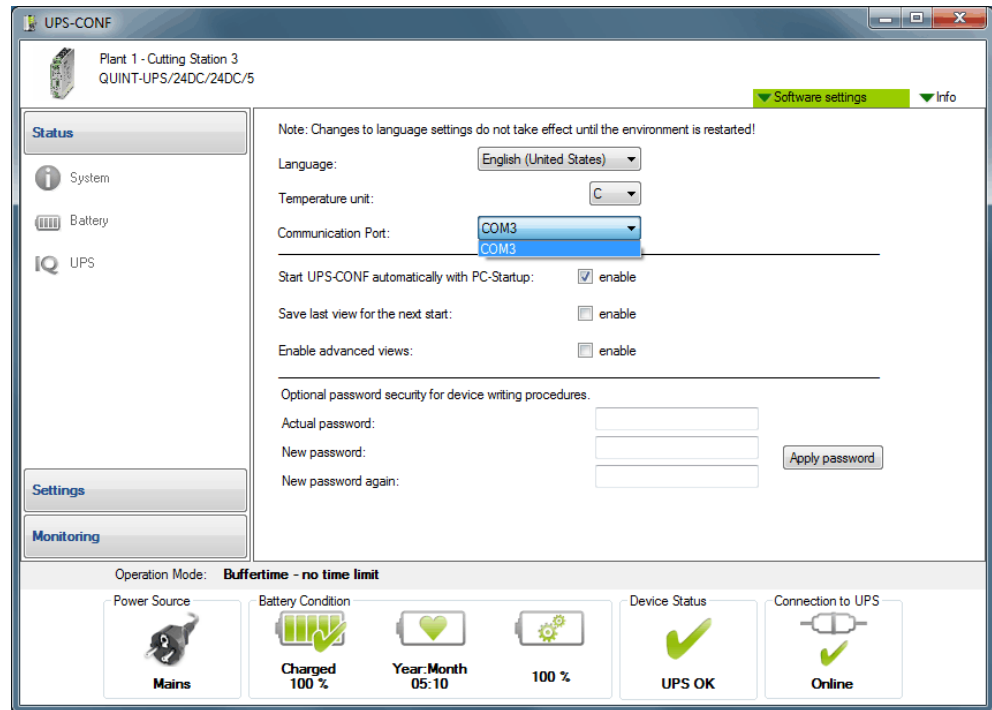 UPS-CONF
Plant 1 - Cutting Station 3
QUINT-UPS/24DC/24DC/5
Software settings
Info
Status
System
Battery
IQ UPS
Settings
Monitoring
Note: Changes to language settings do not take effect until the environment is restarted!
Language: English (United States)
Temperature unit: C
Communication Port: COM3
COM3
Start UPS-CONF automatically with PC-Startup: enable
Save last view for the next start: enable
Enable advanced views: enable
Optional password security for device writing procedures.
Actual password:
New password:
Apply password
New password again:
Operation Mode: Buffertime - no time limit
Power Source
Mains
Battery Condition
Charged
100 %
Year:Month
05:10
100 %
Device Status
UPS OK
Connection to UPS
Online